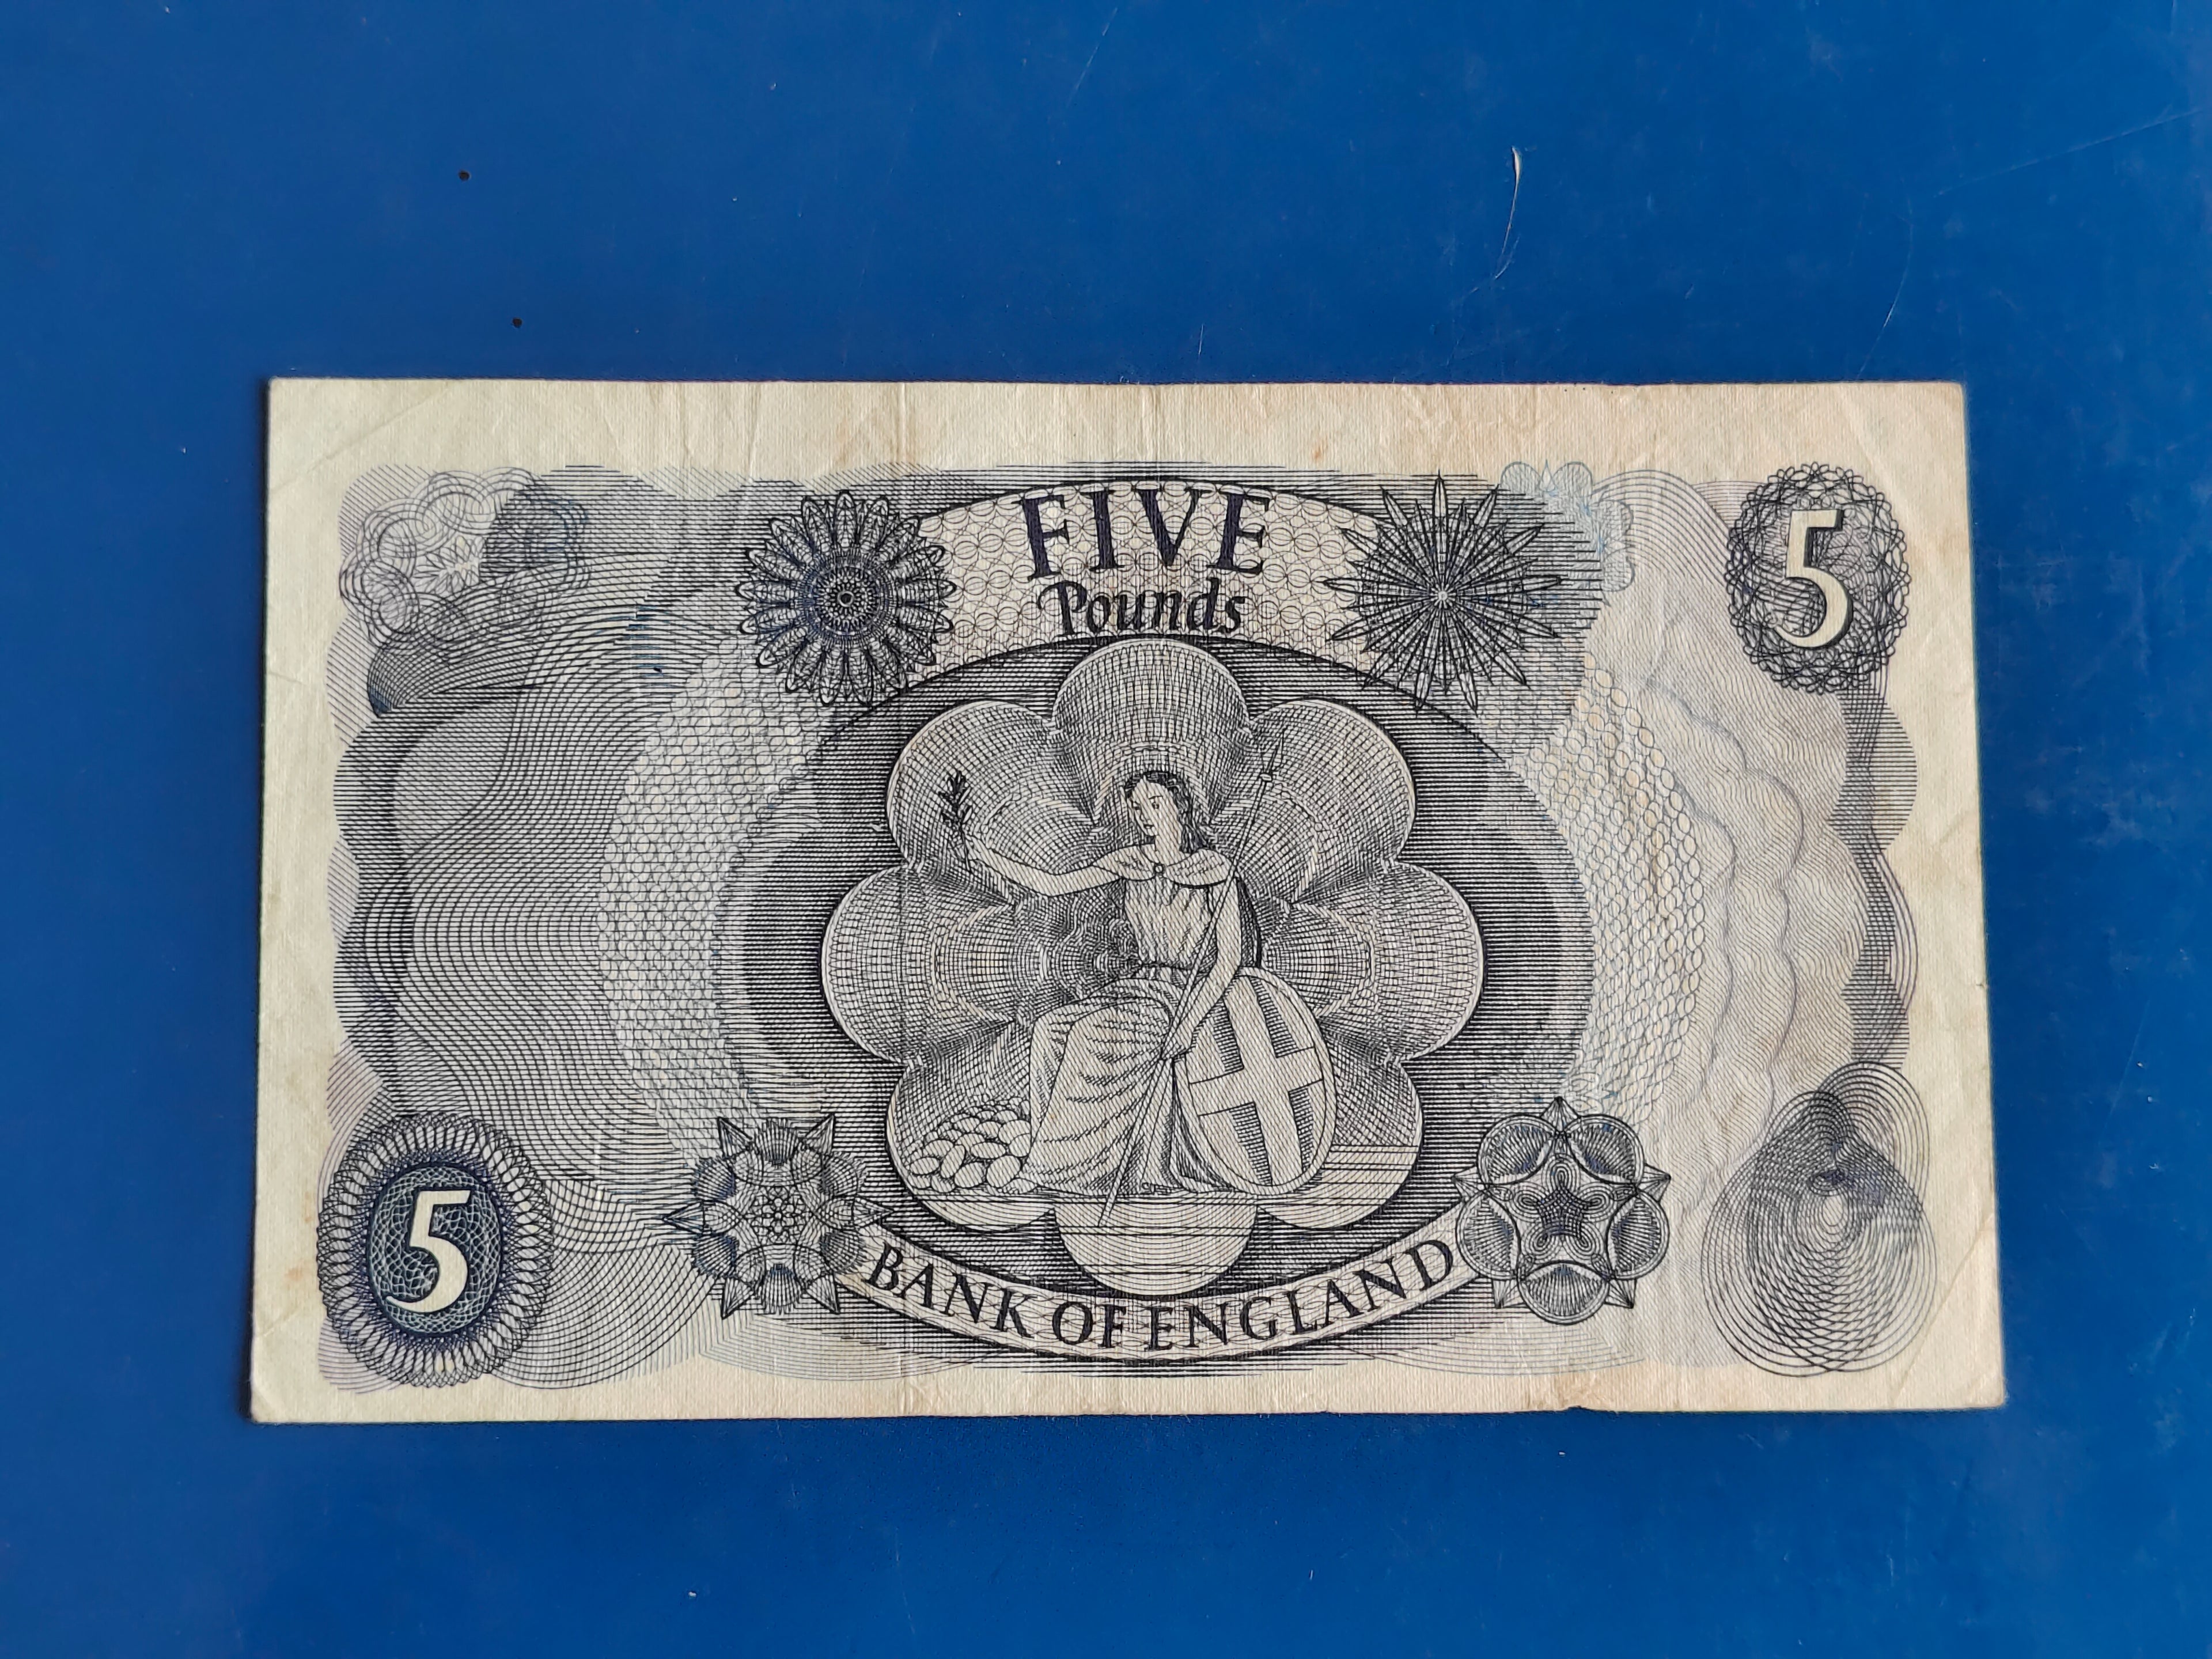 FIVE
Pounds
5
5
BANK OF ENGLAND